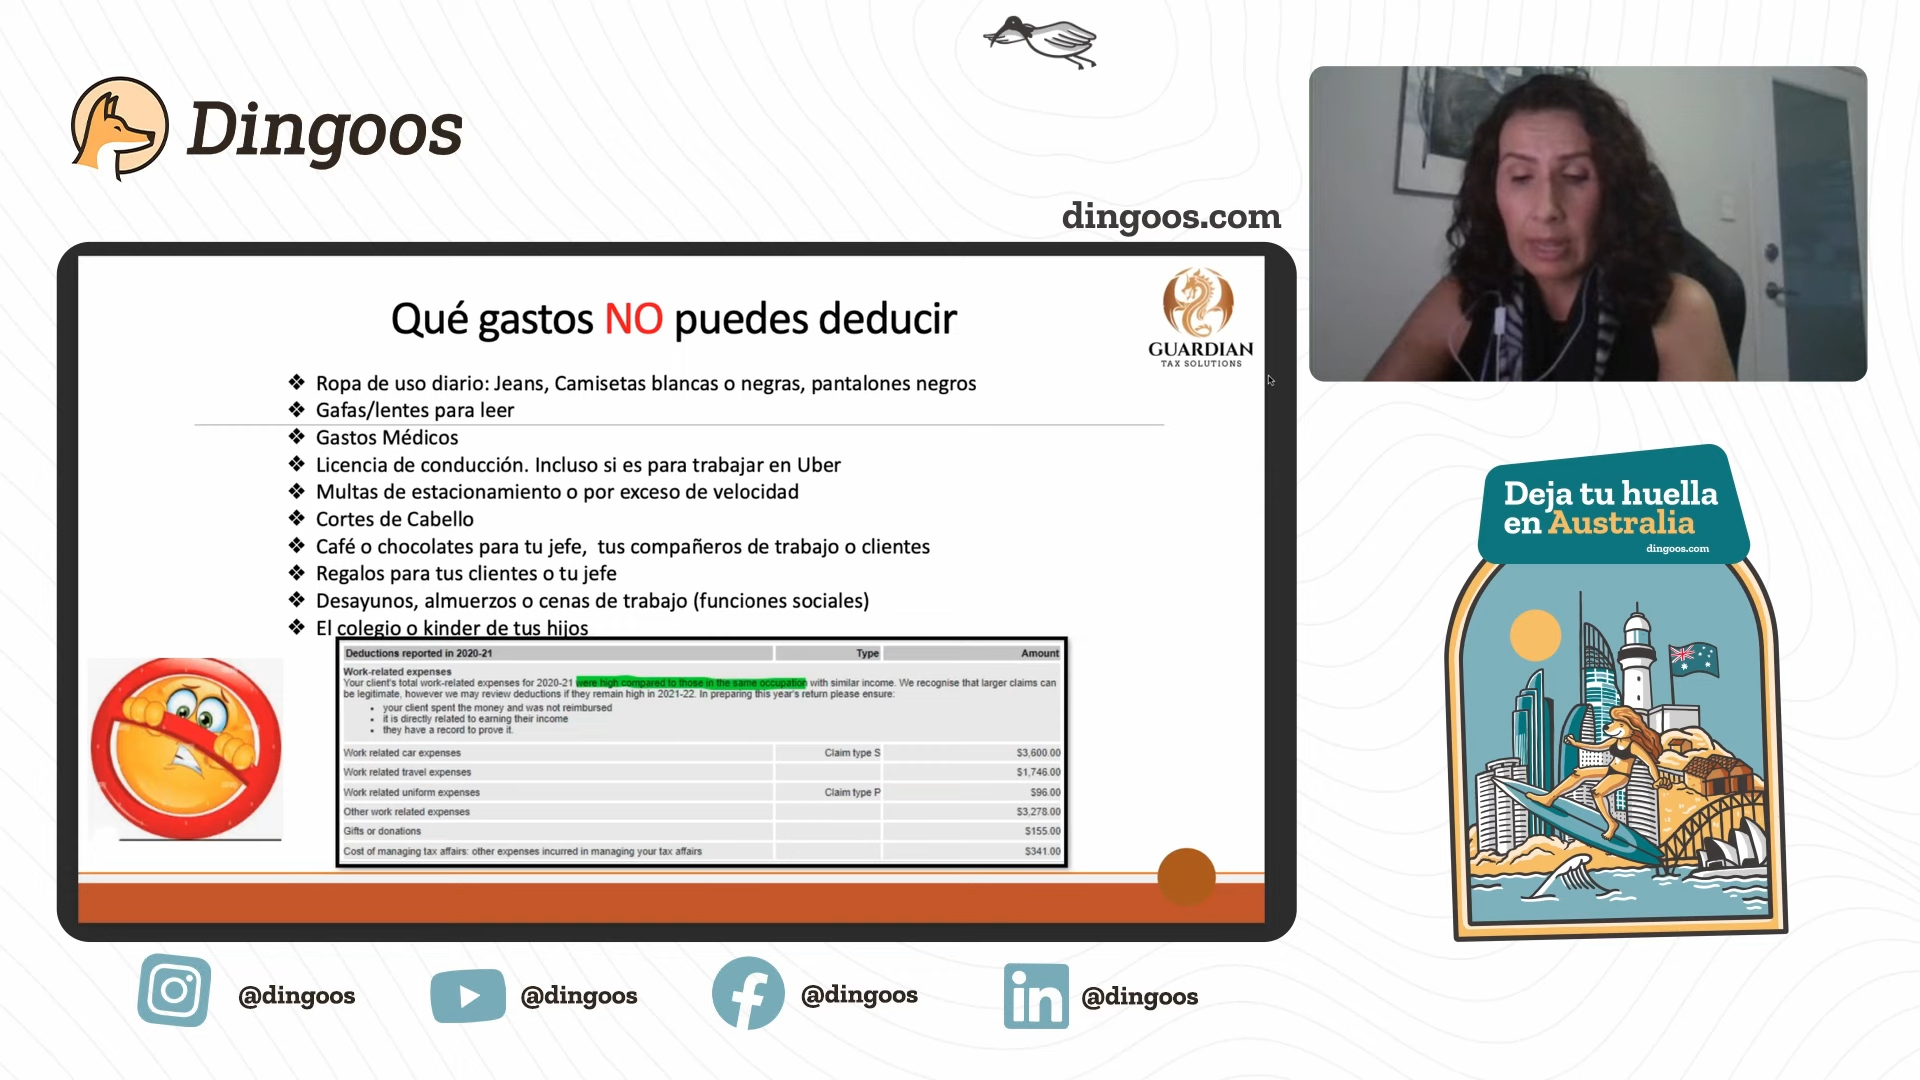 Dingoos
dingoos.com
Qué gastos NO puedes deducir
GUARDIAN
TAX SOLUTIONS
❖ Ropa de uso diario: Jeans, Camisetas blancas o negras, pantalones negros
❖ Gafas/lentes para leer
❖ Gastos Médicos
❖ Licencia de conducción. Incluso si es para trabajar en Uber
❖ Multas de estacionamiento o por exceso de velocidad
❖ Cortes de Cabello
❖ Café o chocolates para tu jefe,  tus compañeros de trabajo o clientes
❖ Regalos para tus clientes o tu jefe
❖ Desayunos, almuerzos o cenas de trabajo (funciones sociales)
❖ El colegio o kinder de tus hijos
Deductions reported in 2020-21 Type Amount
Work-related expenses
Your client's total work-related expenses for 2020-21 were high compared to those in the same occupation with similar income. We recognise that larger claims can
be legitimate, however we may review deductions if they remain high in 2021-22. In preparing this year's return please ensure:
• your client spent the money and was not reimbursed
• it is directly related to earning their income
• they have a record to prove it.
Work related car expenses Claim type S $3,600.00
Work related travel expenses $1,746.00
Work related uniform expenses Claim type P $96.00
Other work related expenses $3,278.00
Gifts or donations $155.00
Cost of managing tax affairs: other expenses incurred in managing your tax affairs $341.00
Deja tu huella
en Australia
dingoos.com
@dingoos
@dingoos
@dingoos
in @dingoos